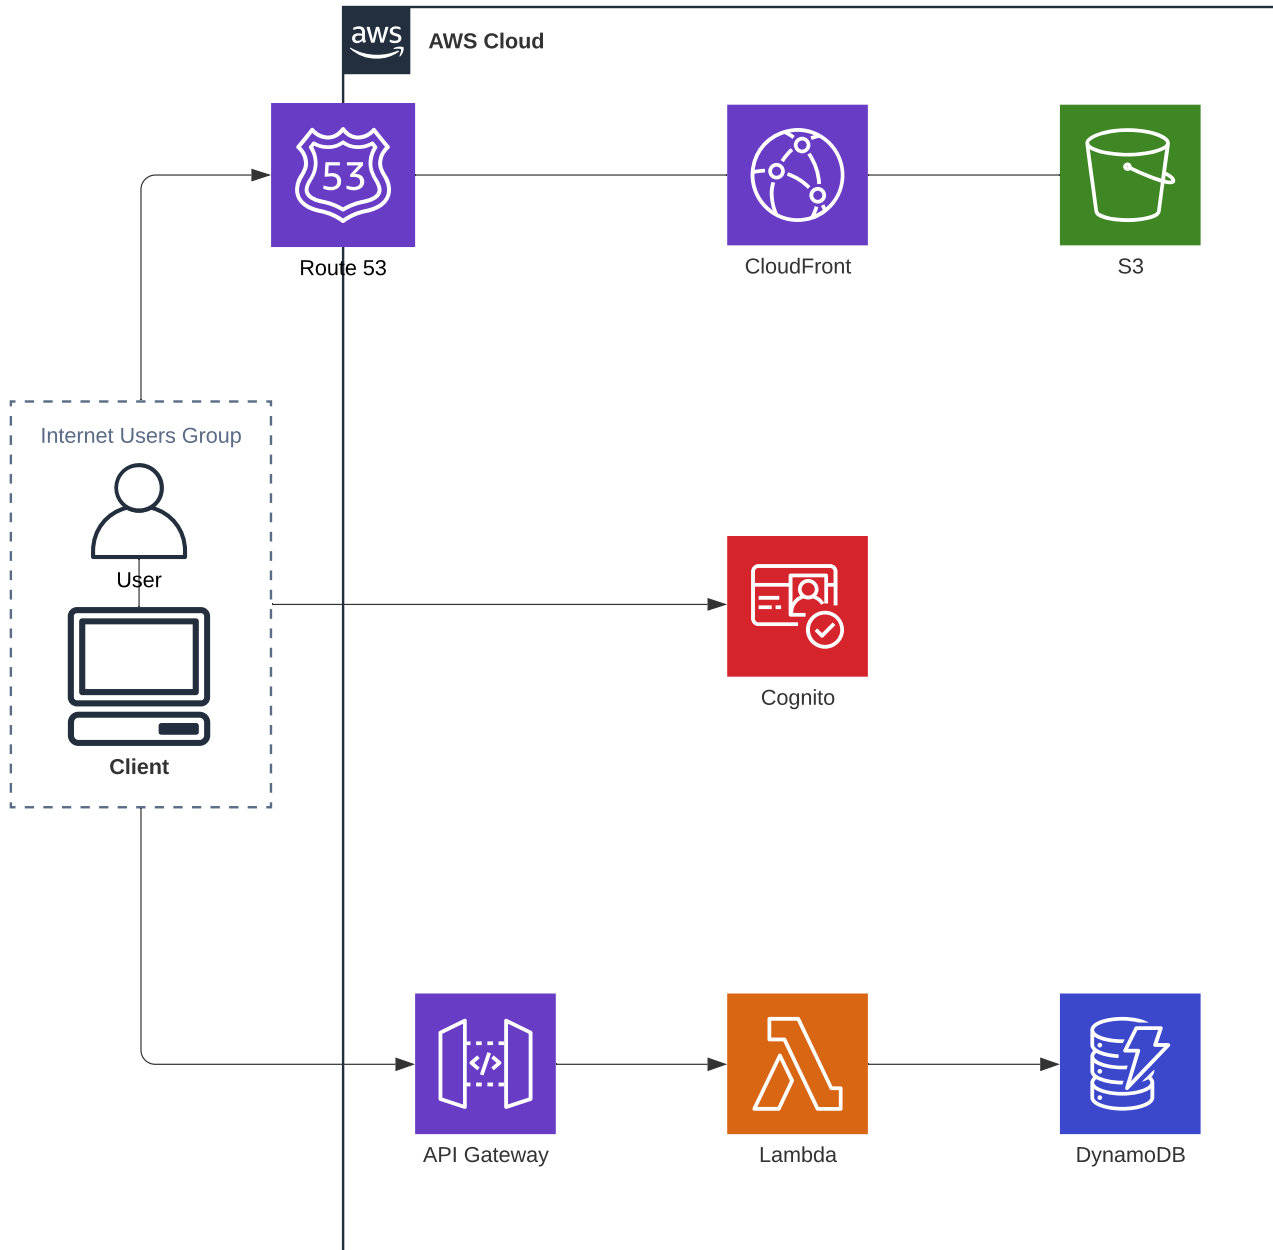 aws
AWS Cloud
53
Route 53
CloudFront
S3
Internet Users Group
User
Client
Cognito
</>
API Gateway
Lambda
DynamoDB